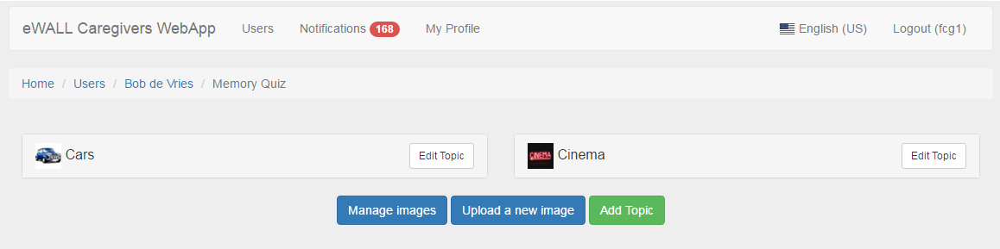 eWALL Caregivers WebApp Users Notifications 168 My Profile English (US) Logout (fcg1)
Home / Users / Bob de Vries / Memory Quiz
CINEMA
Cars Edit Topic Cinema Edit Topic
Manage images Upload a new image Add Topic